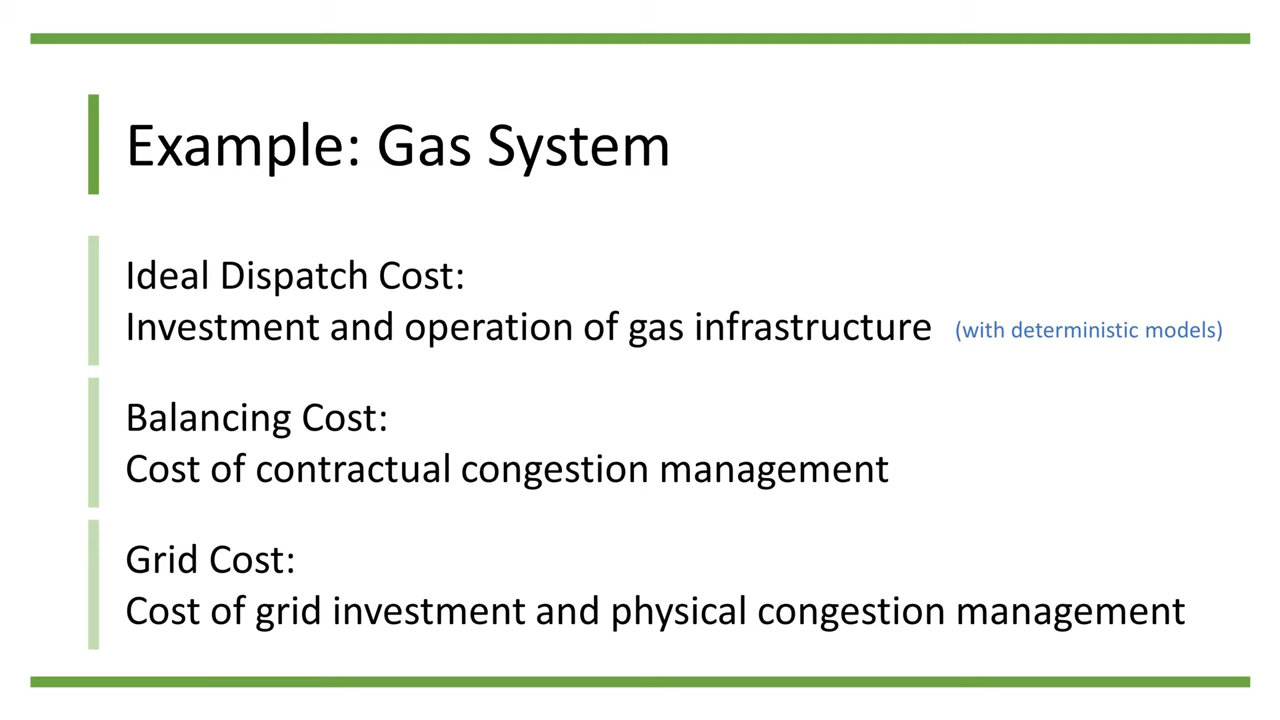 Example: Gas System
Ideal Dispatch Cost:
Investment and operation of gas infrastructure (with deterministic models)
Balancing Cost:
Cost of contractual congestion management
Grid Cost:
Cost of grid investment and physical congestion management